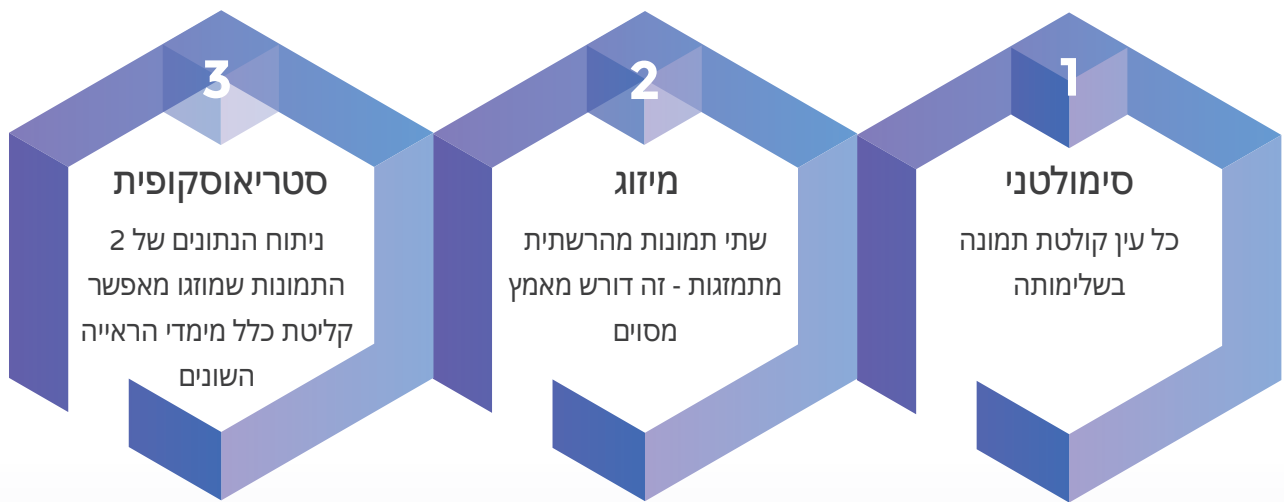 1
סימולטני
כל עין קולטת תמונה
בשלימותה
2
מיזוג
שתי תמונות מהרשתית
מתמזגות - זה דורש מאמץ
מסוים
3
סטריאוסקופית
ניתוח הנתונים של 2
התמונות שמוזגו מאפשר
קליטת כלל מימדי הראייה
השונים